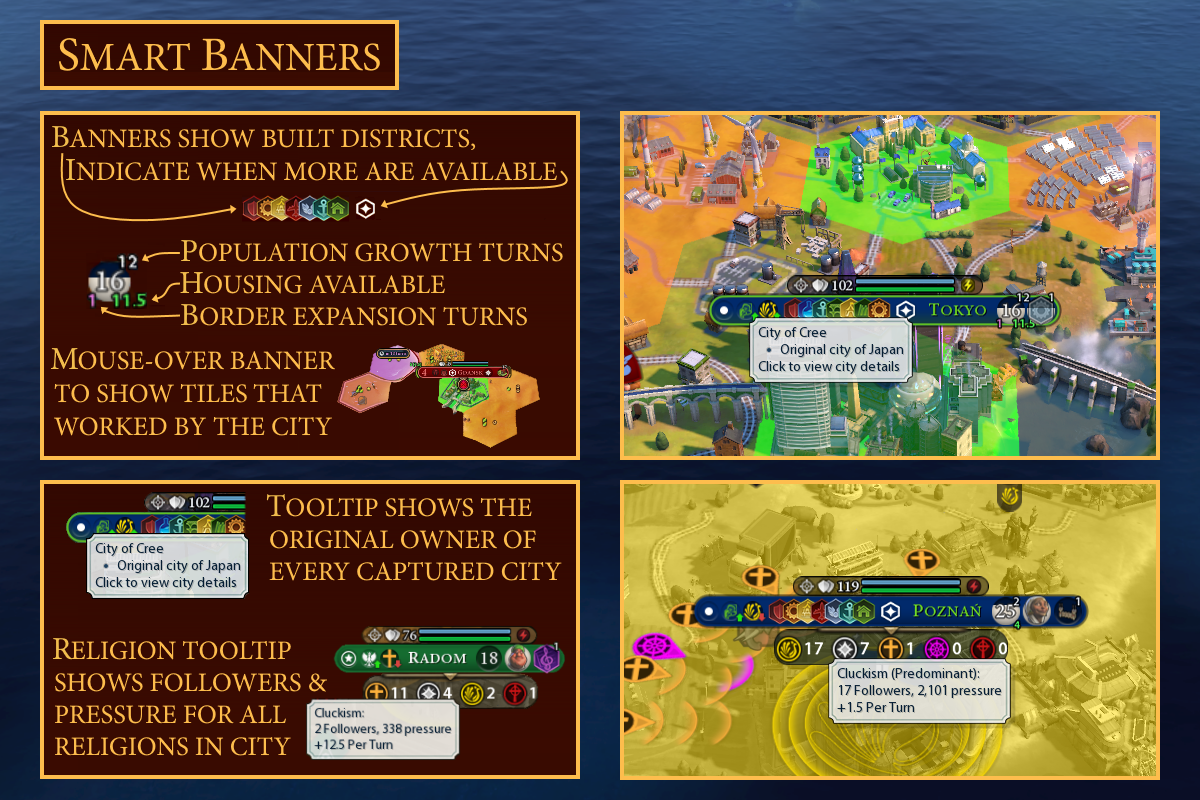 SMART BANNERS
BANNERS SHOW BUILT DISTRICTS,
INDICATE WHEN MORE ARE AVAILABLE
12
16
1 11.5
POPULATION GROWTH TURNS
HOUSING AVAILABLE
BORDER EXPANSION TURNS
MOUSE-OVER BANNER
TO SHOW TILES THAT
WORKED BY THE CITY
4 GDAŃSK
102
TOKYO 16 12 1
1 11.5
City of Cree
• Original city of Japan
Click to view city details
102
City of Cree
• Original city of Japan
Click to view city details
TOOLTIP SHOWS THE
ORIGINAL OWNER OF
EVERY CAPTURED CITY
RELIGION TOOLTIP
SHOWS FOLLOWERS &
PRESSURE FOR ALL
RELIGIONS IN CITY
76
RADOM 18 1
11 4 2 1
Cluckism:
2 Followers, 338 pressure
+12.5 Per Turn
119
POZNAŃ 25 2 4 1
17 7 1 0 0
Cluckism (Predominant):
17 Followers, 2,101 pressure
+1.5 Per Turn